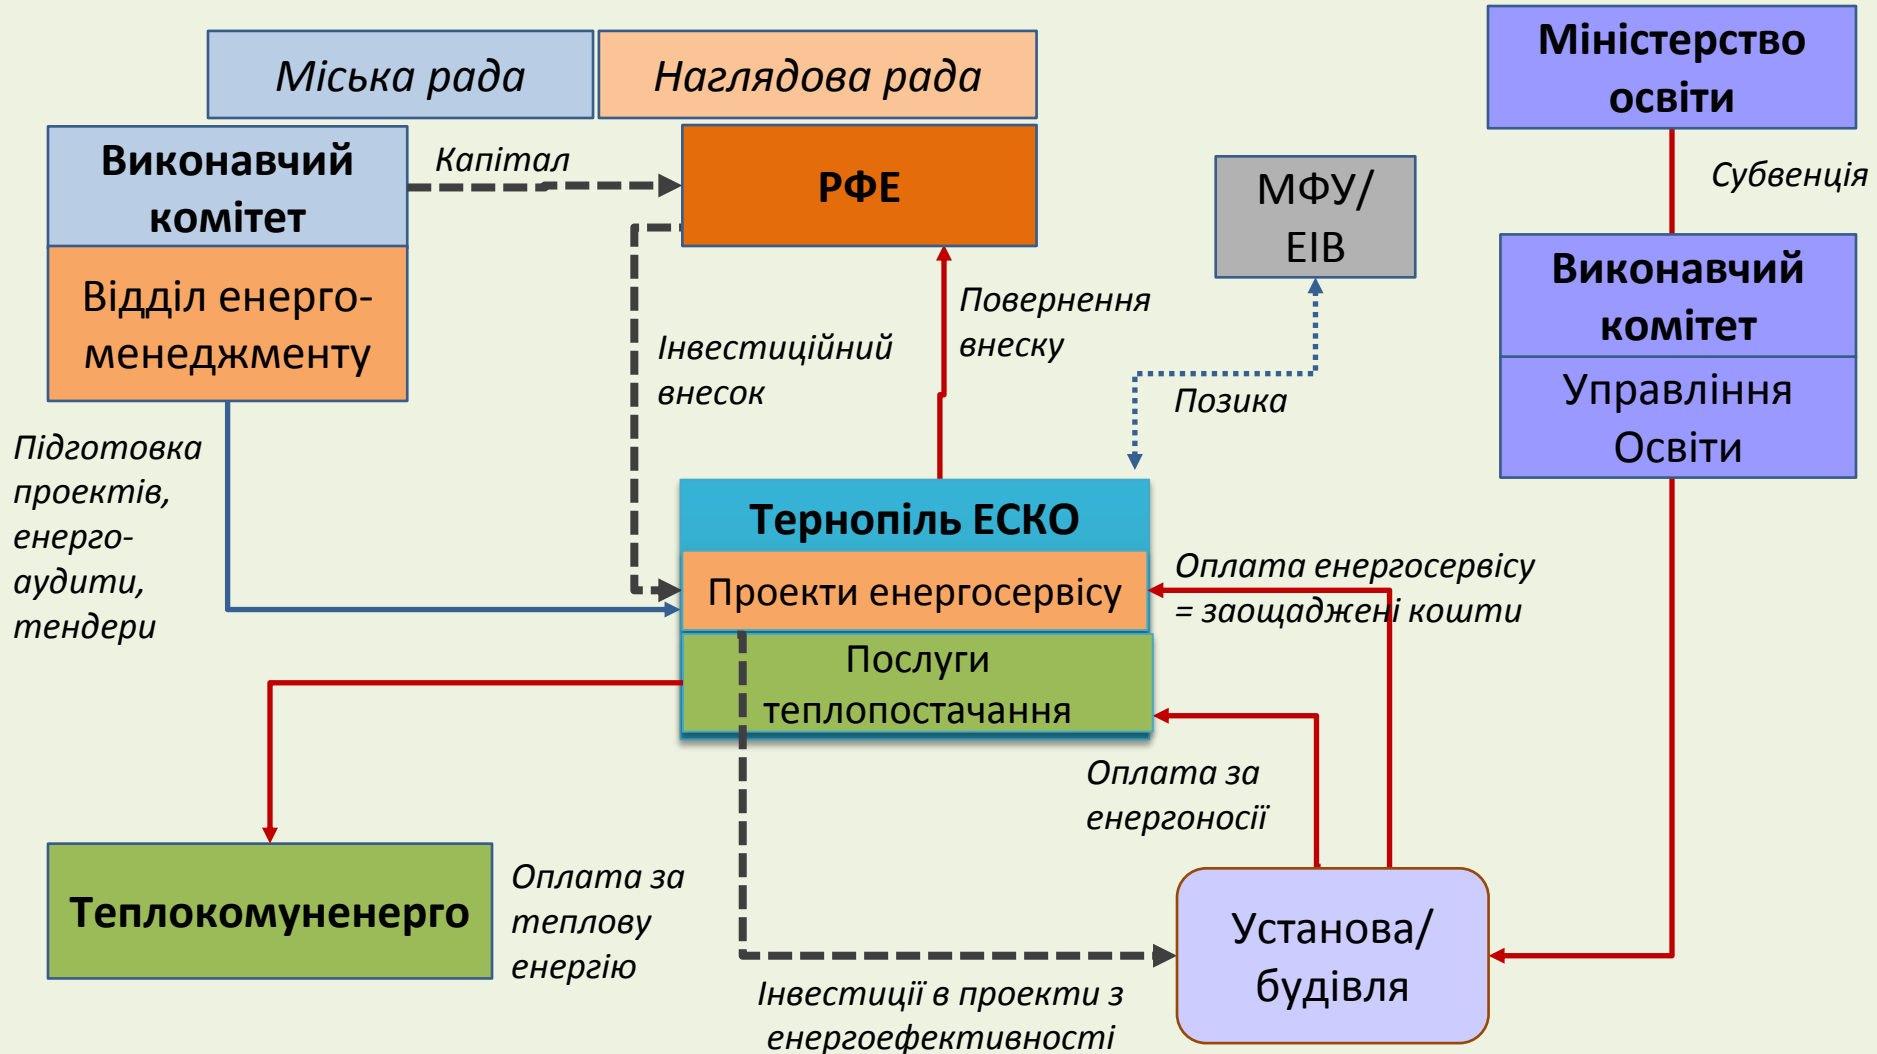 Міська рада
Наглядова рада
Міністерство
освіти
Виконавчий
комітет
Капітал
РФЕ
МФУ/
ЕІВ
Субвенція
Відділ енерго-
менеджменту
Виконавчий
комітет
Управління
Освіти
Інвестиційний
внесок
Повернення
внеску
Позика
Підготовка
проектів,
енерго-
аудити,
тендери
Тернопіль ЕСКО
Проекти енергосервісу
Послуги
теплопостачання
Оплата енергосервісу
= заощаджені кошти
Оплата за
енергоносії
Теплокомуненерго
Оплата за
теплову
енергію
Установа/
будівля
Інвестиції в проекти з
енергоефективності